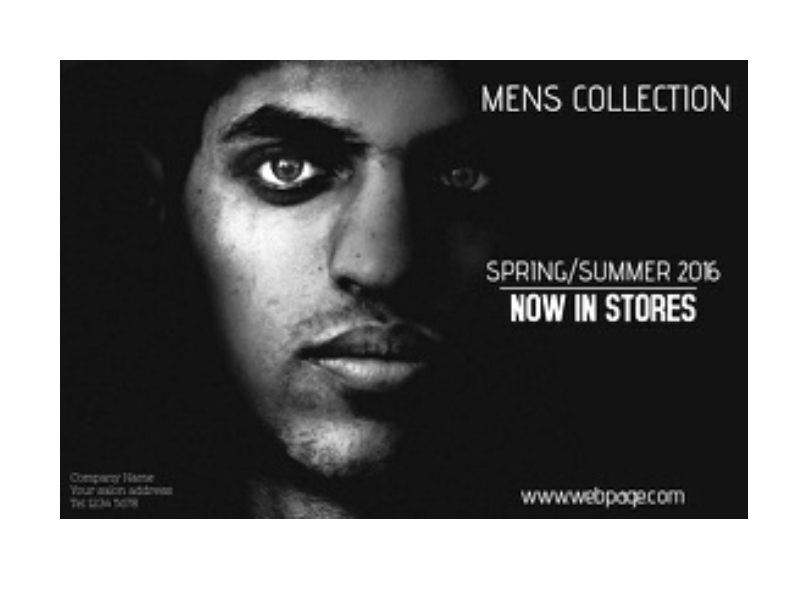 MENS COLLECTION
SPRING/SUMMER 2016
NOW IN STORES
Company Name
Your salon address
Tel 1234 5678
www.webpage.com